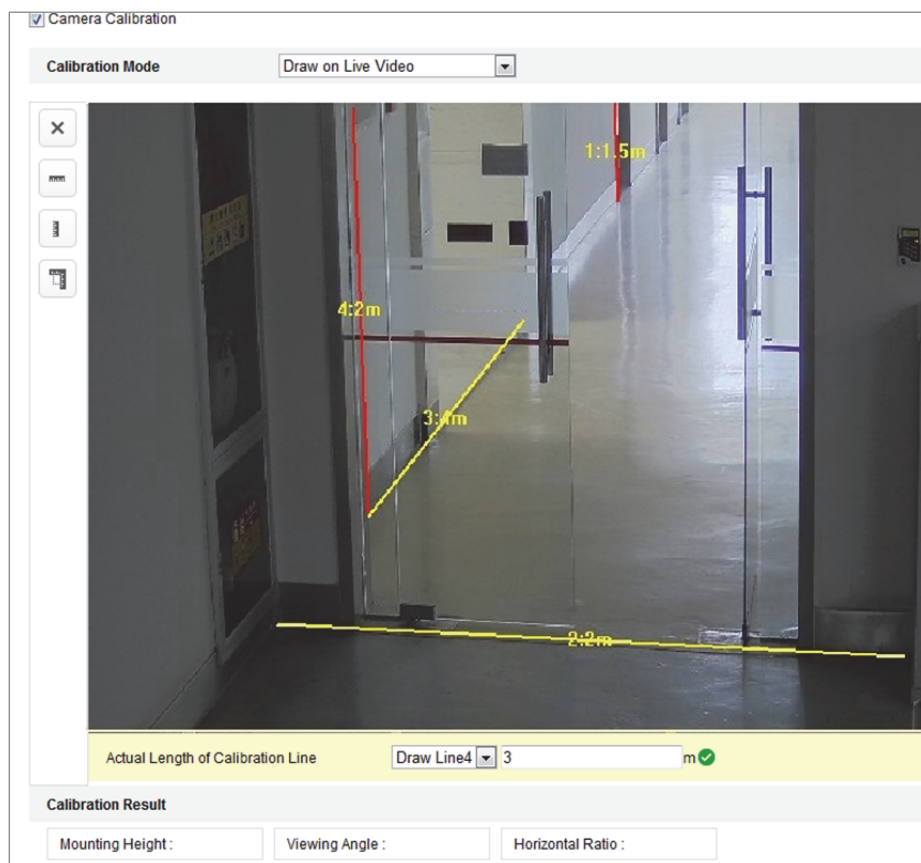 Camera Calibration
Calibration Mode
Draw on Live Video
1:1.5m
4:2m
3:4m
2:2m
Actual Length of Calibration Line
Draw Line4
3
m
Calibration Result
Mounting Height :
Viewing Angle :
Horizontal Ratio :